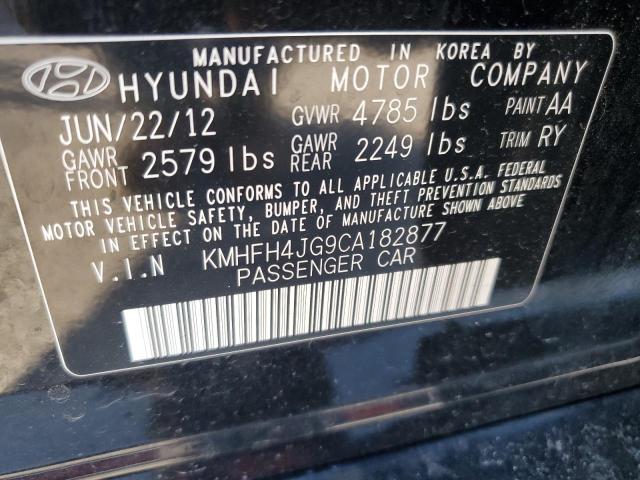 MANUFACTURED IN KOREA BY
HYUNDAI MOTOR COMPANY
JUN/22/12 GVWR 4785 lbs PAINT AA
GAWR FRONT 2579 lbs GAWR REAR 2249 lbs TRIM RY
THIS VEHICLE CONFORMS TO ALL APPLICABLE U.S.A. FEDERAL
MOTOR VEHICLE SAFETY, BUMPER, AND THEFT PREVENTION STANDARDS
IN EFFECT ON THE DATE OF MANUFACTURE SHOWN ABOVE
V.I.N KMHFH4JG9CA182877
PASSENGER CAR